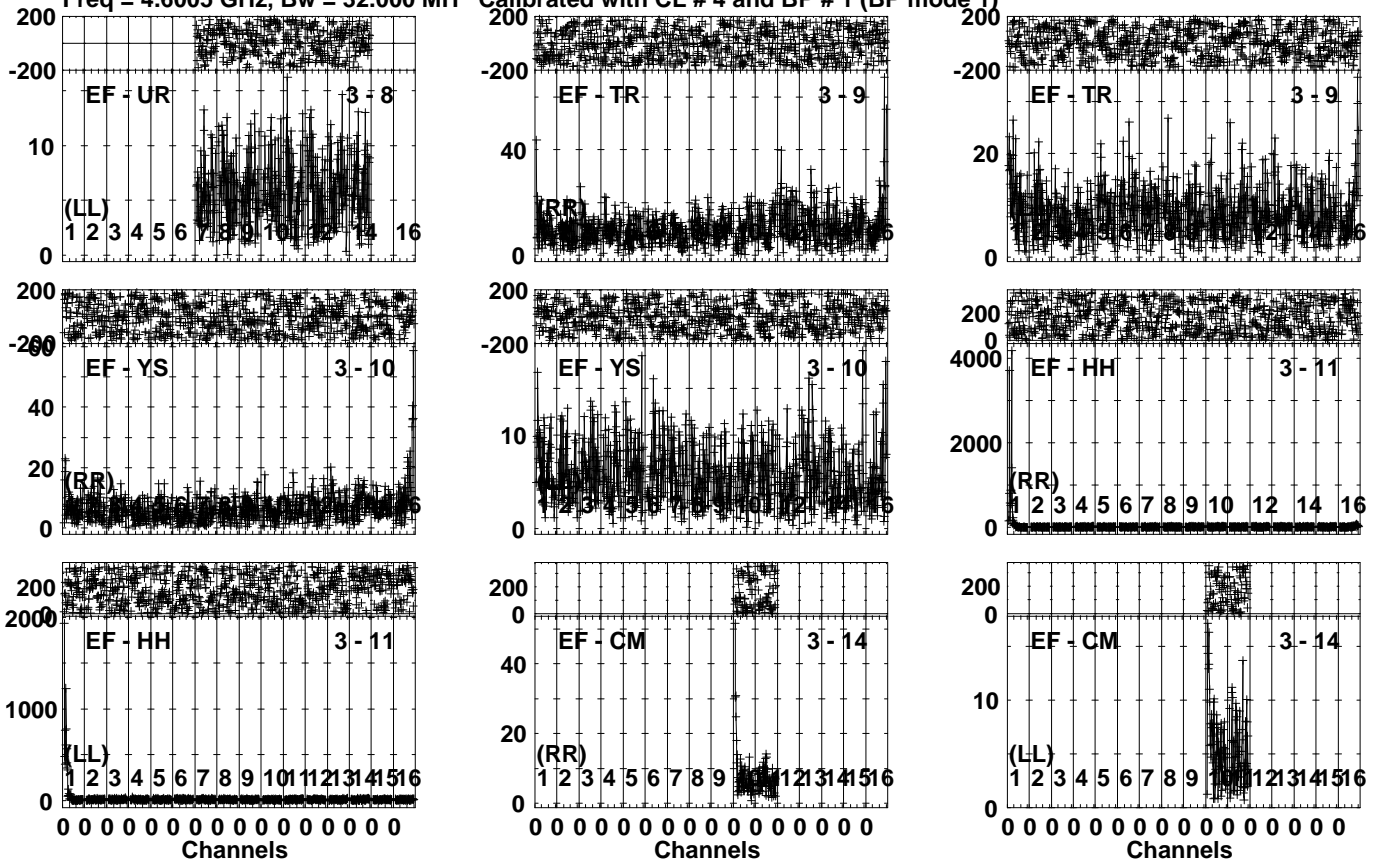 Freq = 4.6005 GHz, Bw = 32.000 MH Calibrated with CL # 4 and BP # 1 (BP mode 1)
200 200 200
-200 -200 -200
EF - UR 3 - 8 EF - TR 3 - 9 EF - TR 3 - 9
10 40 20
(LL) (RR)
1 2 3 4 5 6 7 8 9 10 12 14 16
0 0 0
200 200 200
-200 -200 0
60 4000
EF - YS 3 - 10 EF - YS 3 - 10 EF - HH 3 - 11
40 10 2000
20
(RR) (RR)
1 2 3 4 5 6 7 8 9 10 12 14 16
0 0 0
200 200 200
0 0 0
2000
EF - HH 3 - 11 EF - CM 3 - 14 EF - CM 3 - 14
40 10
1000 20
(LL) (RR) (LL)
1 2 3 4 5 6 7 8 9 10 11 12 13 14 15 16 1 2 3 4 5 6 7 8 9 12 13 14 15 16 1 2 3 4 5 6 7 8 9 10 12 13 14 15 16
0 0 0
0 0 0 0 0 0 0 0 0 0 0 0 0 0 0 0 0 0 0 0 0 0 0 0 0 0 0 0 0 0 0 0 0 0 0 0 0 0 0 0 0 0 0 0 0 0 0 0
Channels Channels Channels